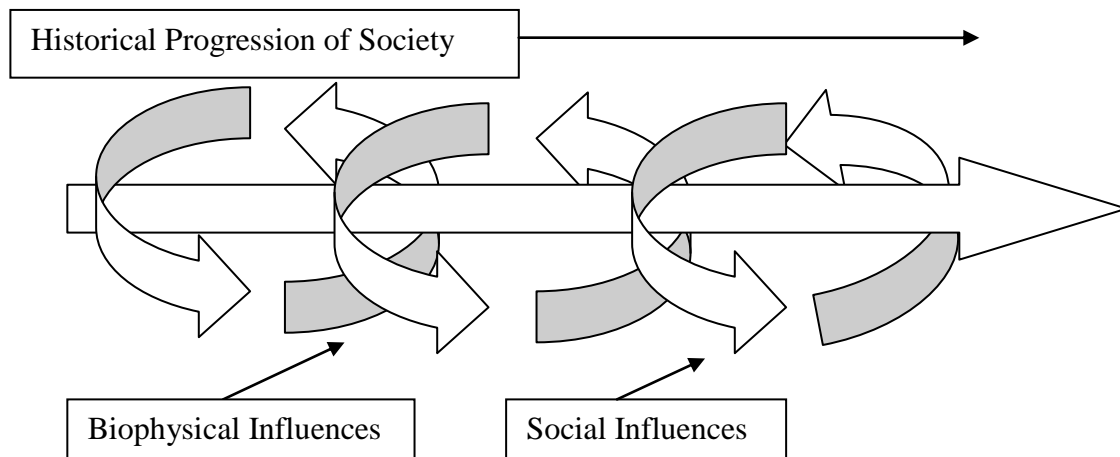 Historical Progression of Society
Biophysical Influences
Social Influences